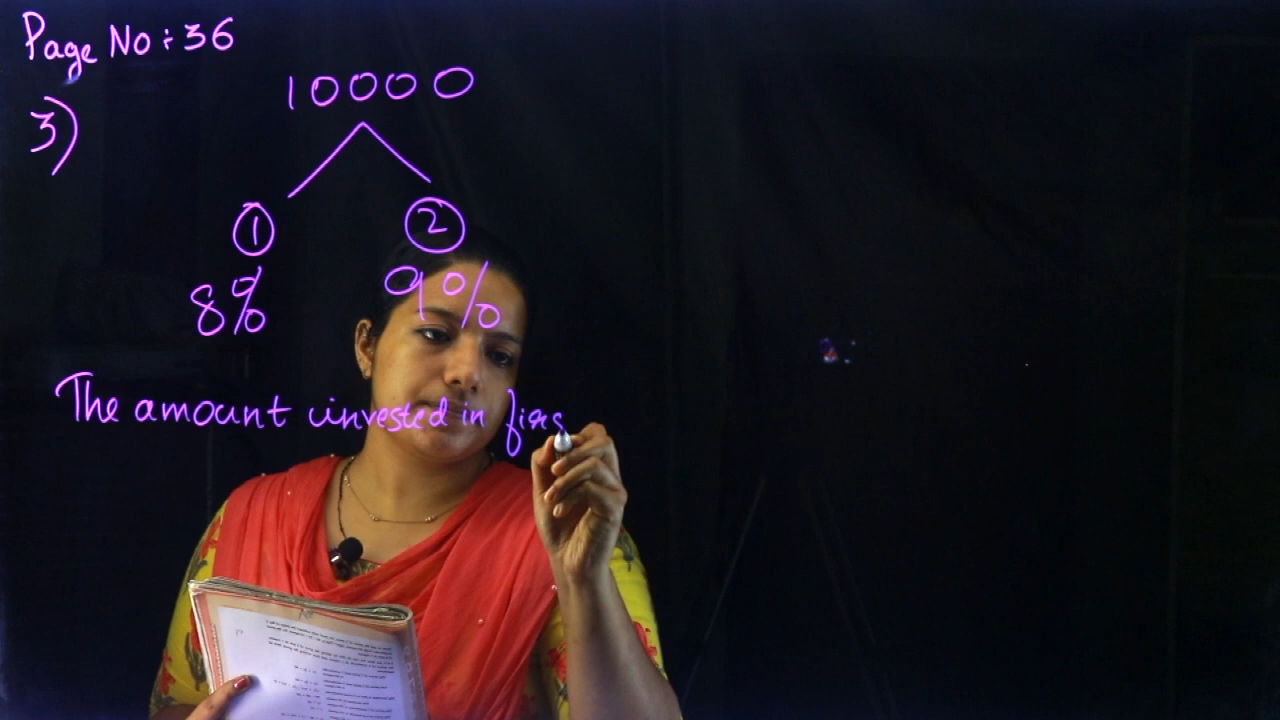 Page No : 36
3)
10000
1 2
8% 9%
The amount invested in firs